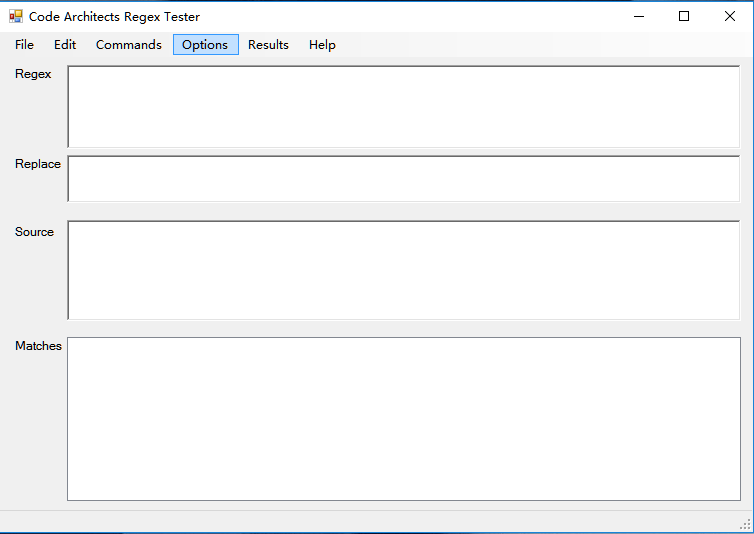 Code Architects Regex Tester
File Edit Commands Options Results Help
Regex
Replace
Source
Matches